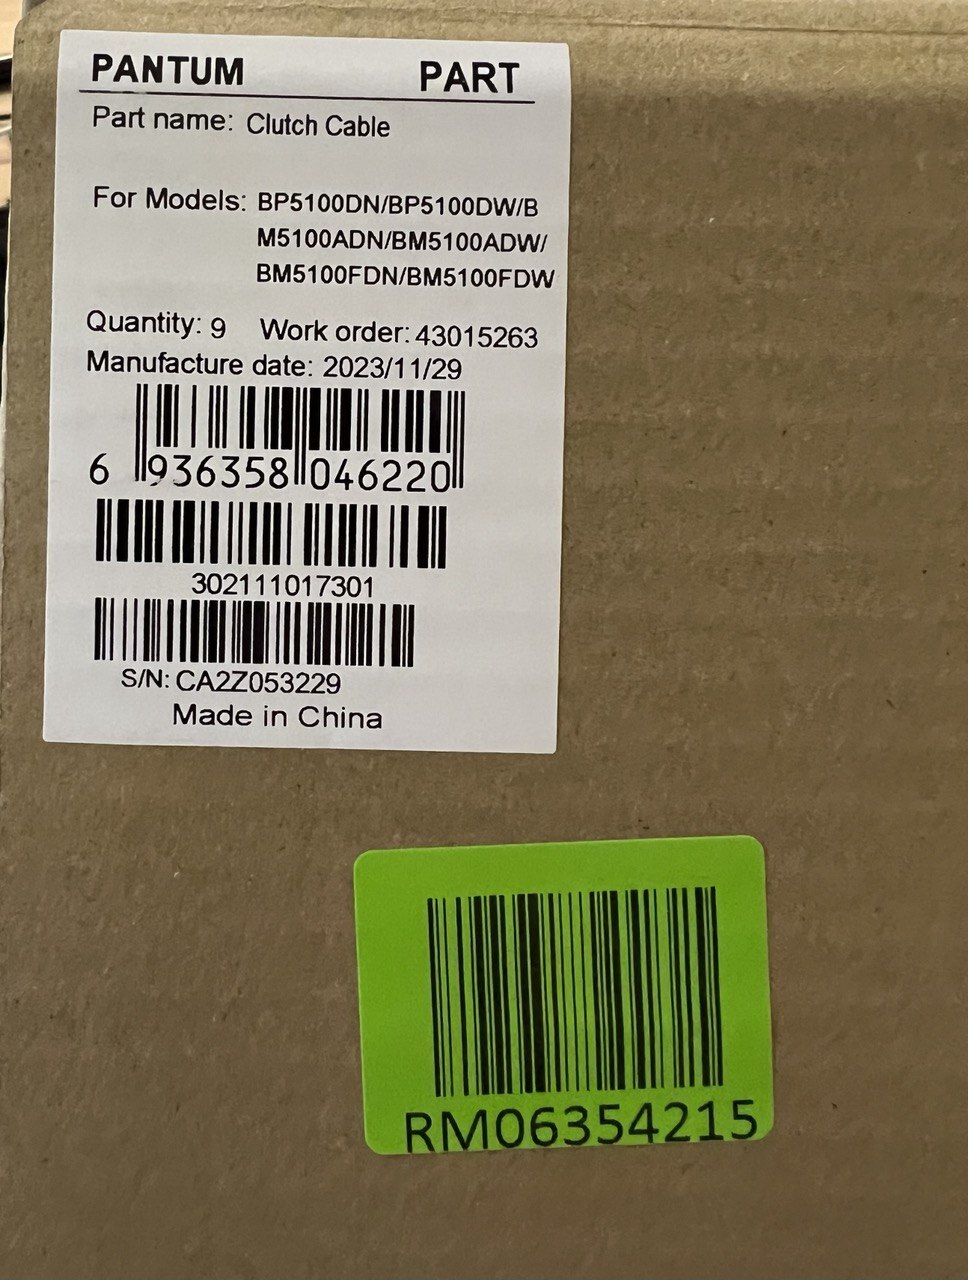 PANTUM PART
Part name: Clutch Cable
For Models: BP5100DN/BP5100DW/B
M5100ADN/BM5100ADW/
BM5100FDN/BM5100FDW
Quantity: 9 Work order: 43015263
Manufacture date: 2023/11/29
6 936358 046220
302111017301
S/N: CA2Z053229
Made in China
RM06354215